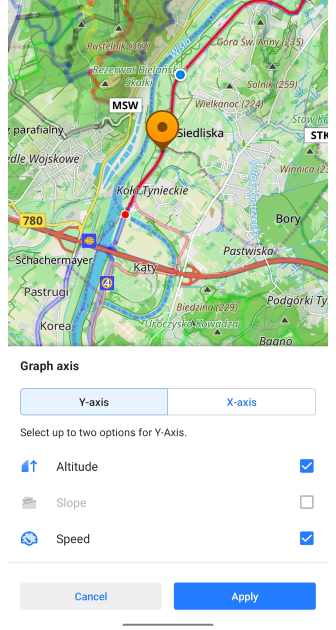 Pustelnik (353)
Góra Św. Anny (235)
Rezerwat Bielańskie
Skałki
Solnik (259)
MSW
Wielkanoc (224)
z parafialny
Siedliska
STK
edle Wojskowe
Winnica (2
Koło Tynieckie
780
Bory
Pastwiska
Schachermayer
Kąty
Pastrugi
4
Podgórki Ty
Biedzina (229)
Korea
Uroczysko Kowadza
Bagno
Graph axis
Y-axis
X-axis
Select up to two options for Y-Axis.
Altitude
Slope
Speed
Cancel
Apply